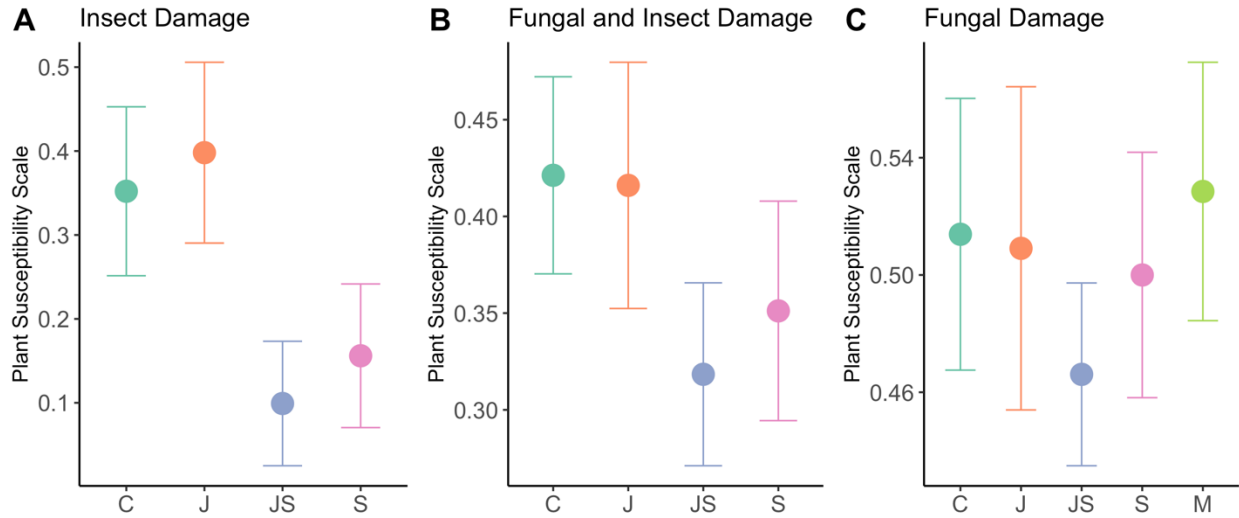 A Insect Damage
Plant Susceptibility Scale
0.5
0.4
0.3
0.2
0.1
C J JS S
B Fungal and Insect Damage
Plant Susceptibility Scale
0.45
0.40
0.35
0.30
C J JS S
C Fungal Damage
Plant Susceptibility Scale
0.54
0.50
0.46
C J JS S M